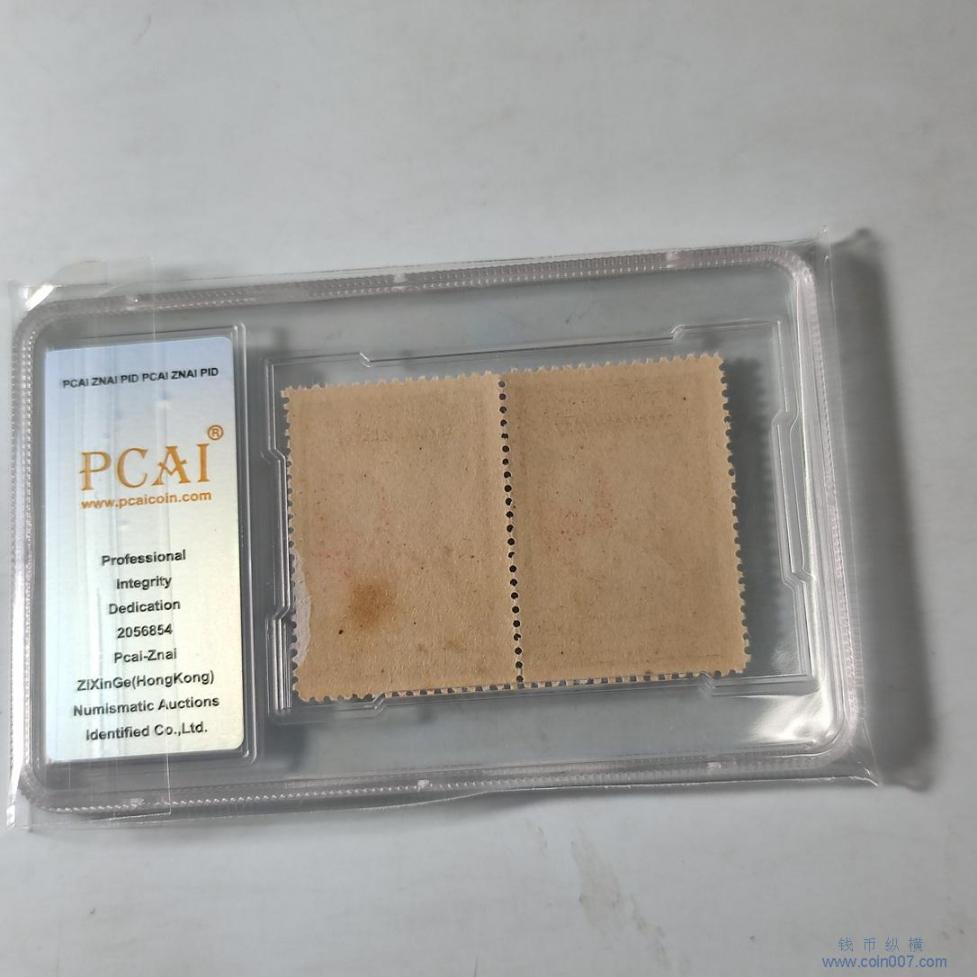 PCAI ZNAI PID PCAI ZNAI PID
PCAI®
www.pcaicoin.com
Professional
Integrity
Dedication
2056854
Pcai-Znai
ZiXinGe(HongKong)
Numismatic Auctions
Identified Co.,Ltd.
钱币纵横
www.coin007.com